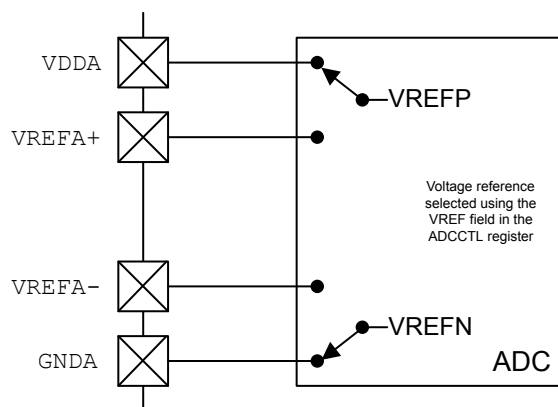 VDDA
VREFP
VREFA+
Voltage reference
selected using the
VREF field in the
ADCCTL register
VREFA-
VREFN
GNDA
ADC